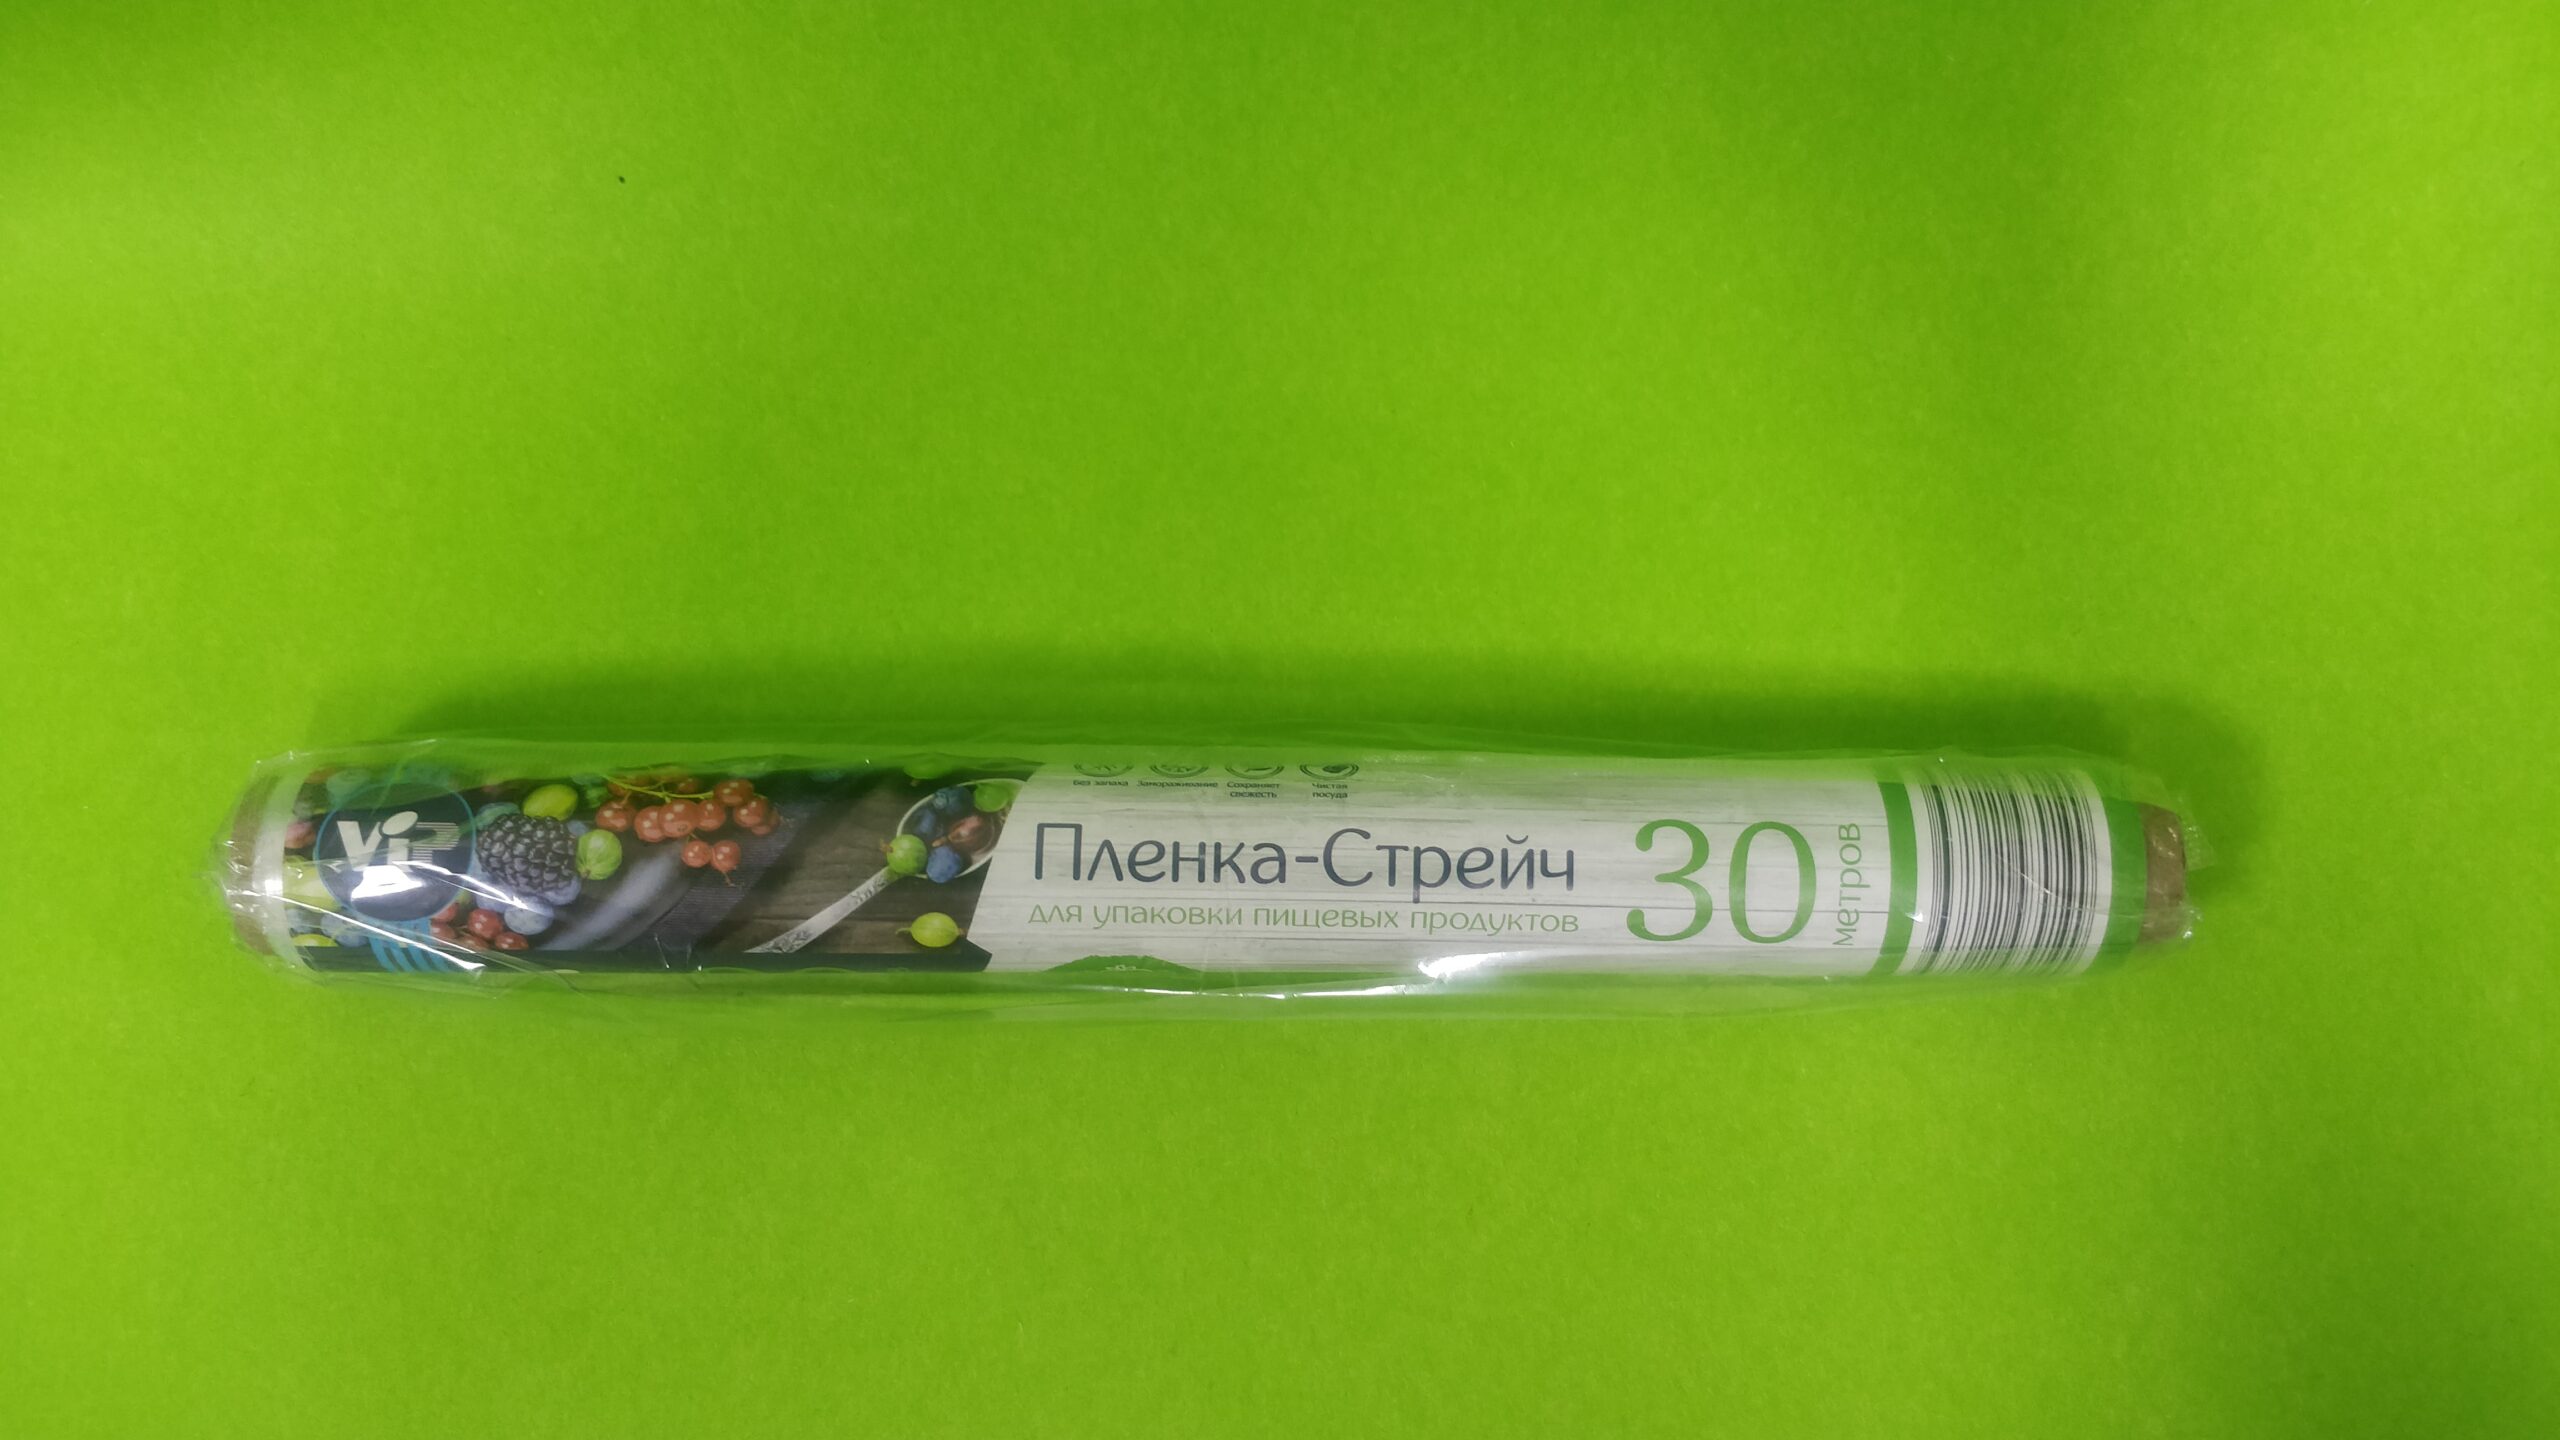 ViP
Без запаха
Замораживание
Сохраняет
свежесть
Чистая
посуда
Пленка-Стрейч
для упаковки пищевых продуктов
30
метров